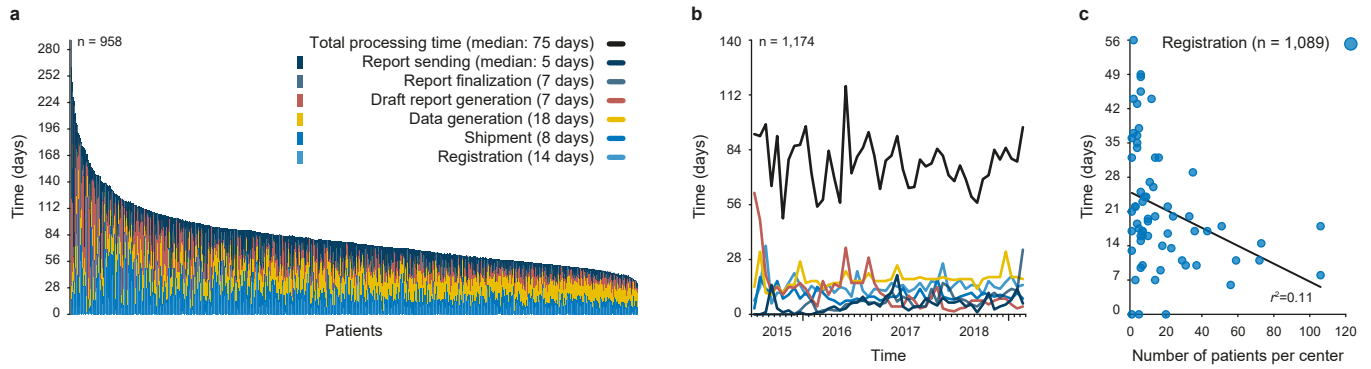 a
n = 958
Total processing time (median: 75 days)
Report sending (median: 5 days)
Report finalization (7 days)
Draft report generation (7 days)
Data generation (18 days)
Shipment (8 days)
Registration (14 days)
Time (days)
280
252
224
196
168
140
112
84
56
28
0
Patients
b
n = 1,174
Time (days)
140
112
84
56
28
0
2015 2016 2017 2018
Time
c
Registration (n = 1,089)
Time (days)
56
49
42
35
28
21
14
7
0
r²=0.11
0 20 40 60 80 100 120
Number of patients per center